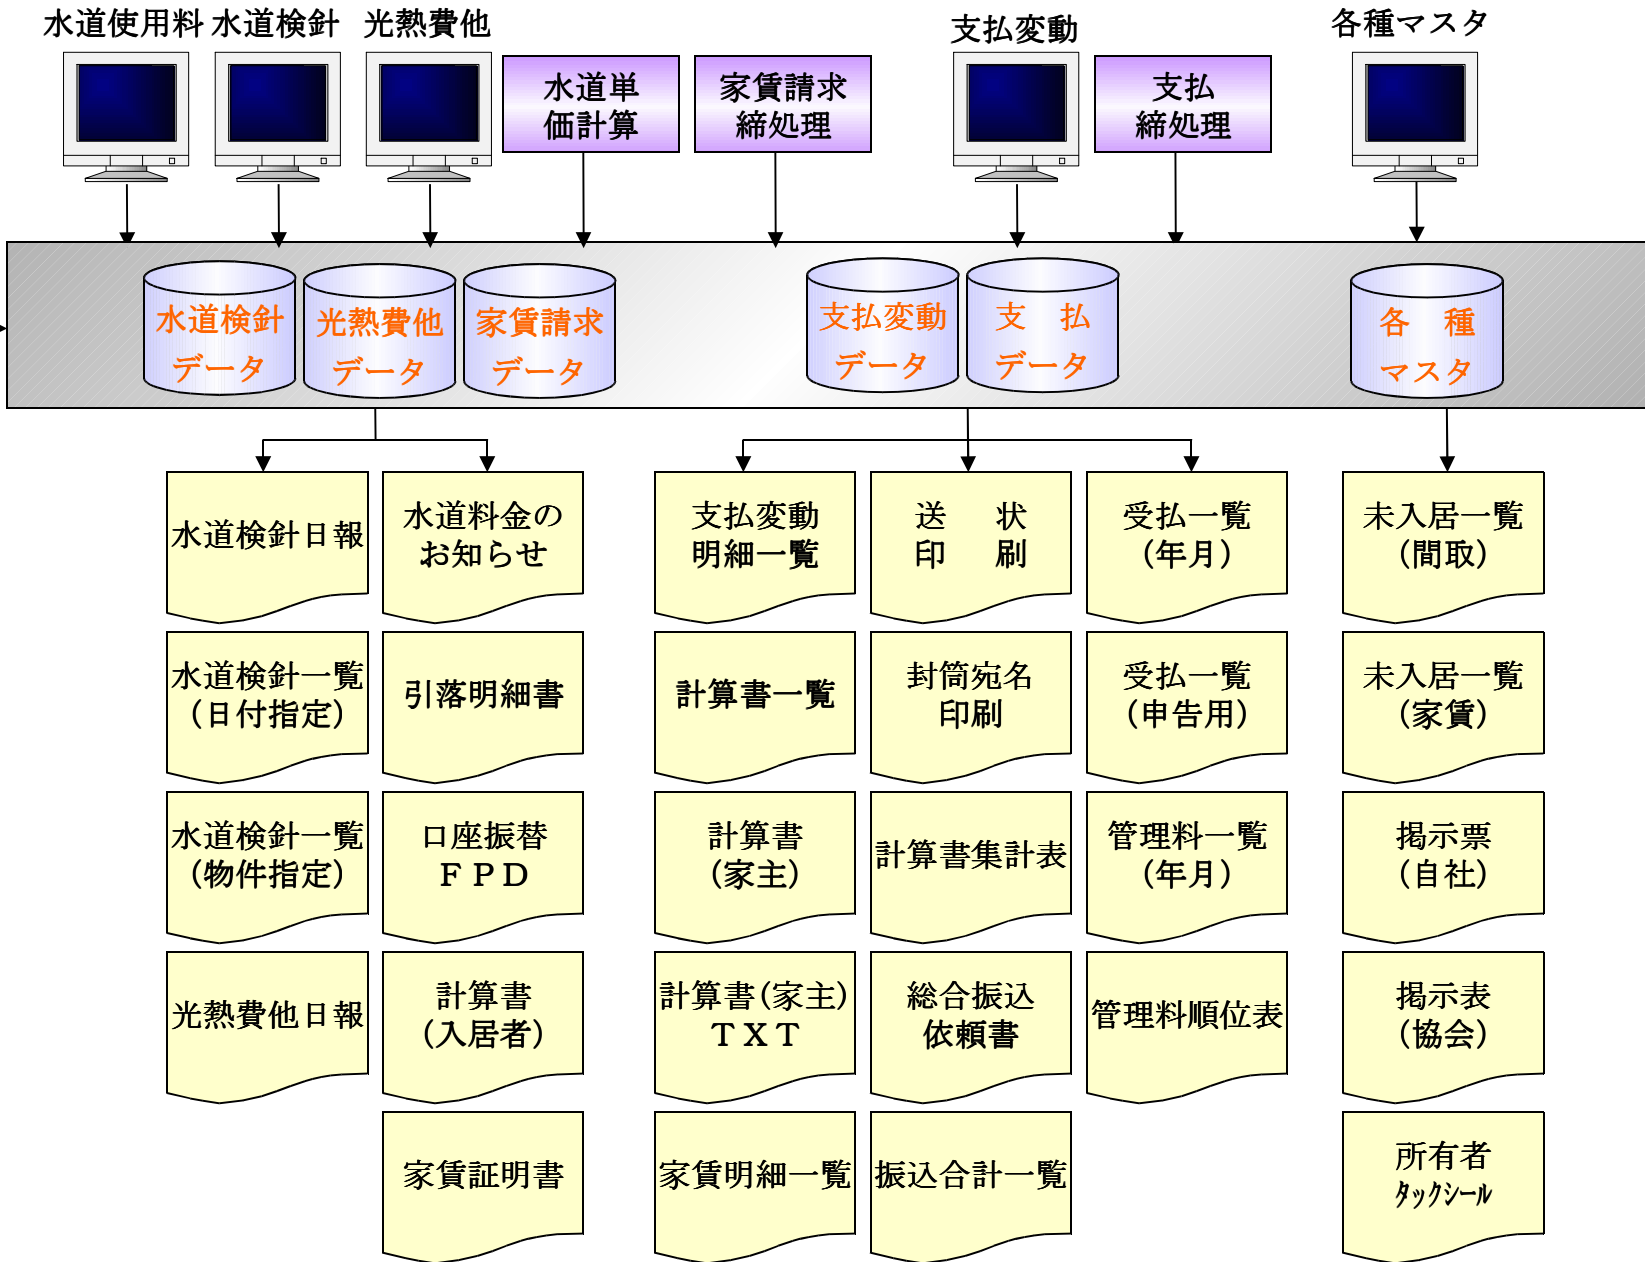 水道使用料
水道検針
光熱費他
支払変動
各種マスタ
水道単
価計算
家賃請求
締処理
支払
締処理
水道検針
データ
光熱費他
データ
家賃請求
データ
支払変動
データ
支　払
データ
各　種
マスタ
水道検針日報
水道料金の
お知らせ
支払変動
明細一覧
送　状
印　刷
受払一覧
(年月)
未入居一覧
(間取)
水道検針一覧
(日付指定)
引落明細書
計算書一覧
封筒宛名
印刷
受払一覧
(申告用)
未入居一覧
(家賃)
水道検針一覧
(物件指定)
口座振替
ＦＰＤ
計算書
(家主)
計算書集計表
管理料一覧
(年月)
掲示票
(自社)
光熱費他日報
計算書
(入居者)
計算書(家主)
ＴＸＴ
総合振込
依頼書
管理料順位表
掲示表
(協会)
家賃証明書
家賃明細一覧
振込合計一覧
所有者
ﾀｯｸｼｰﾙ